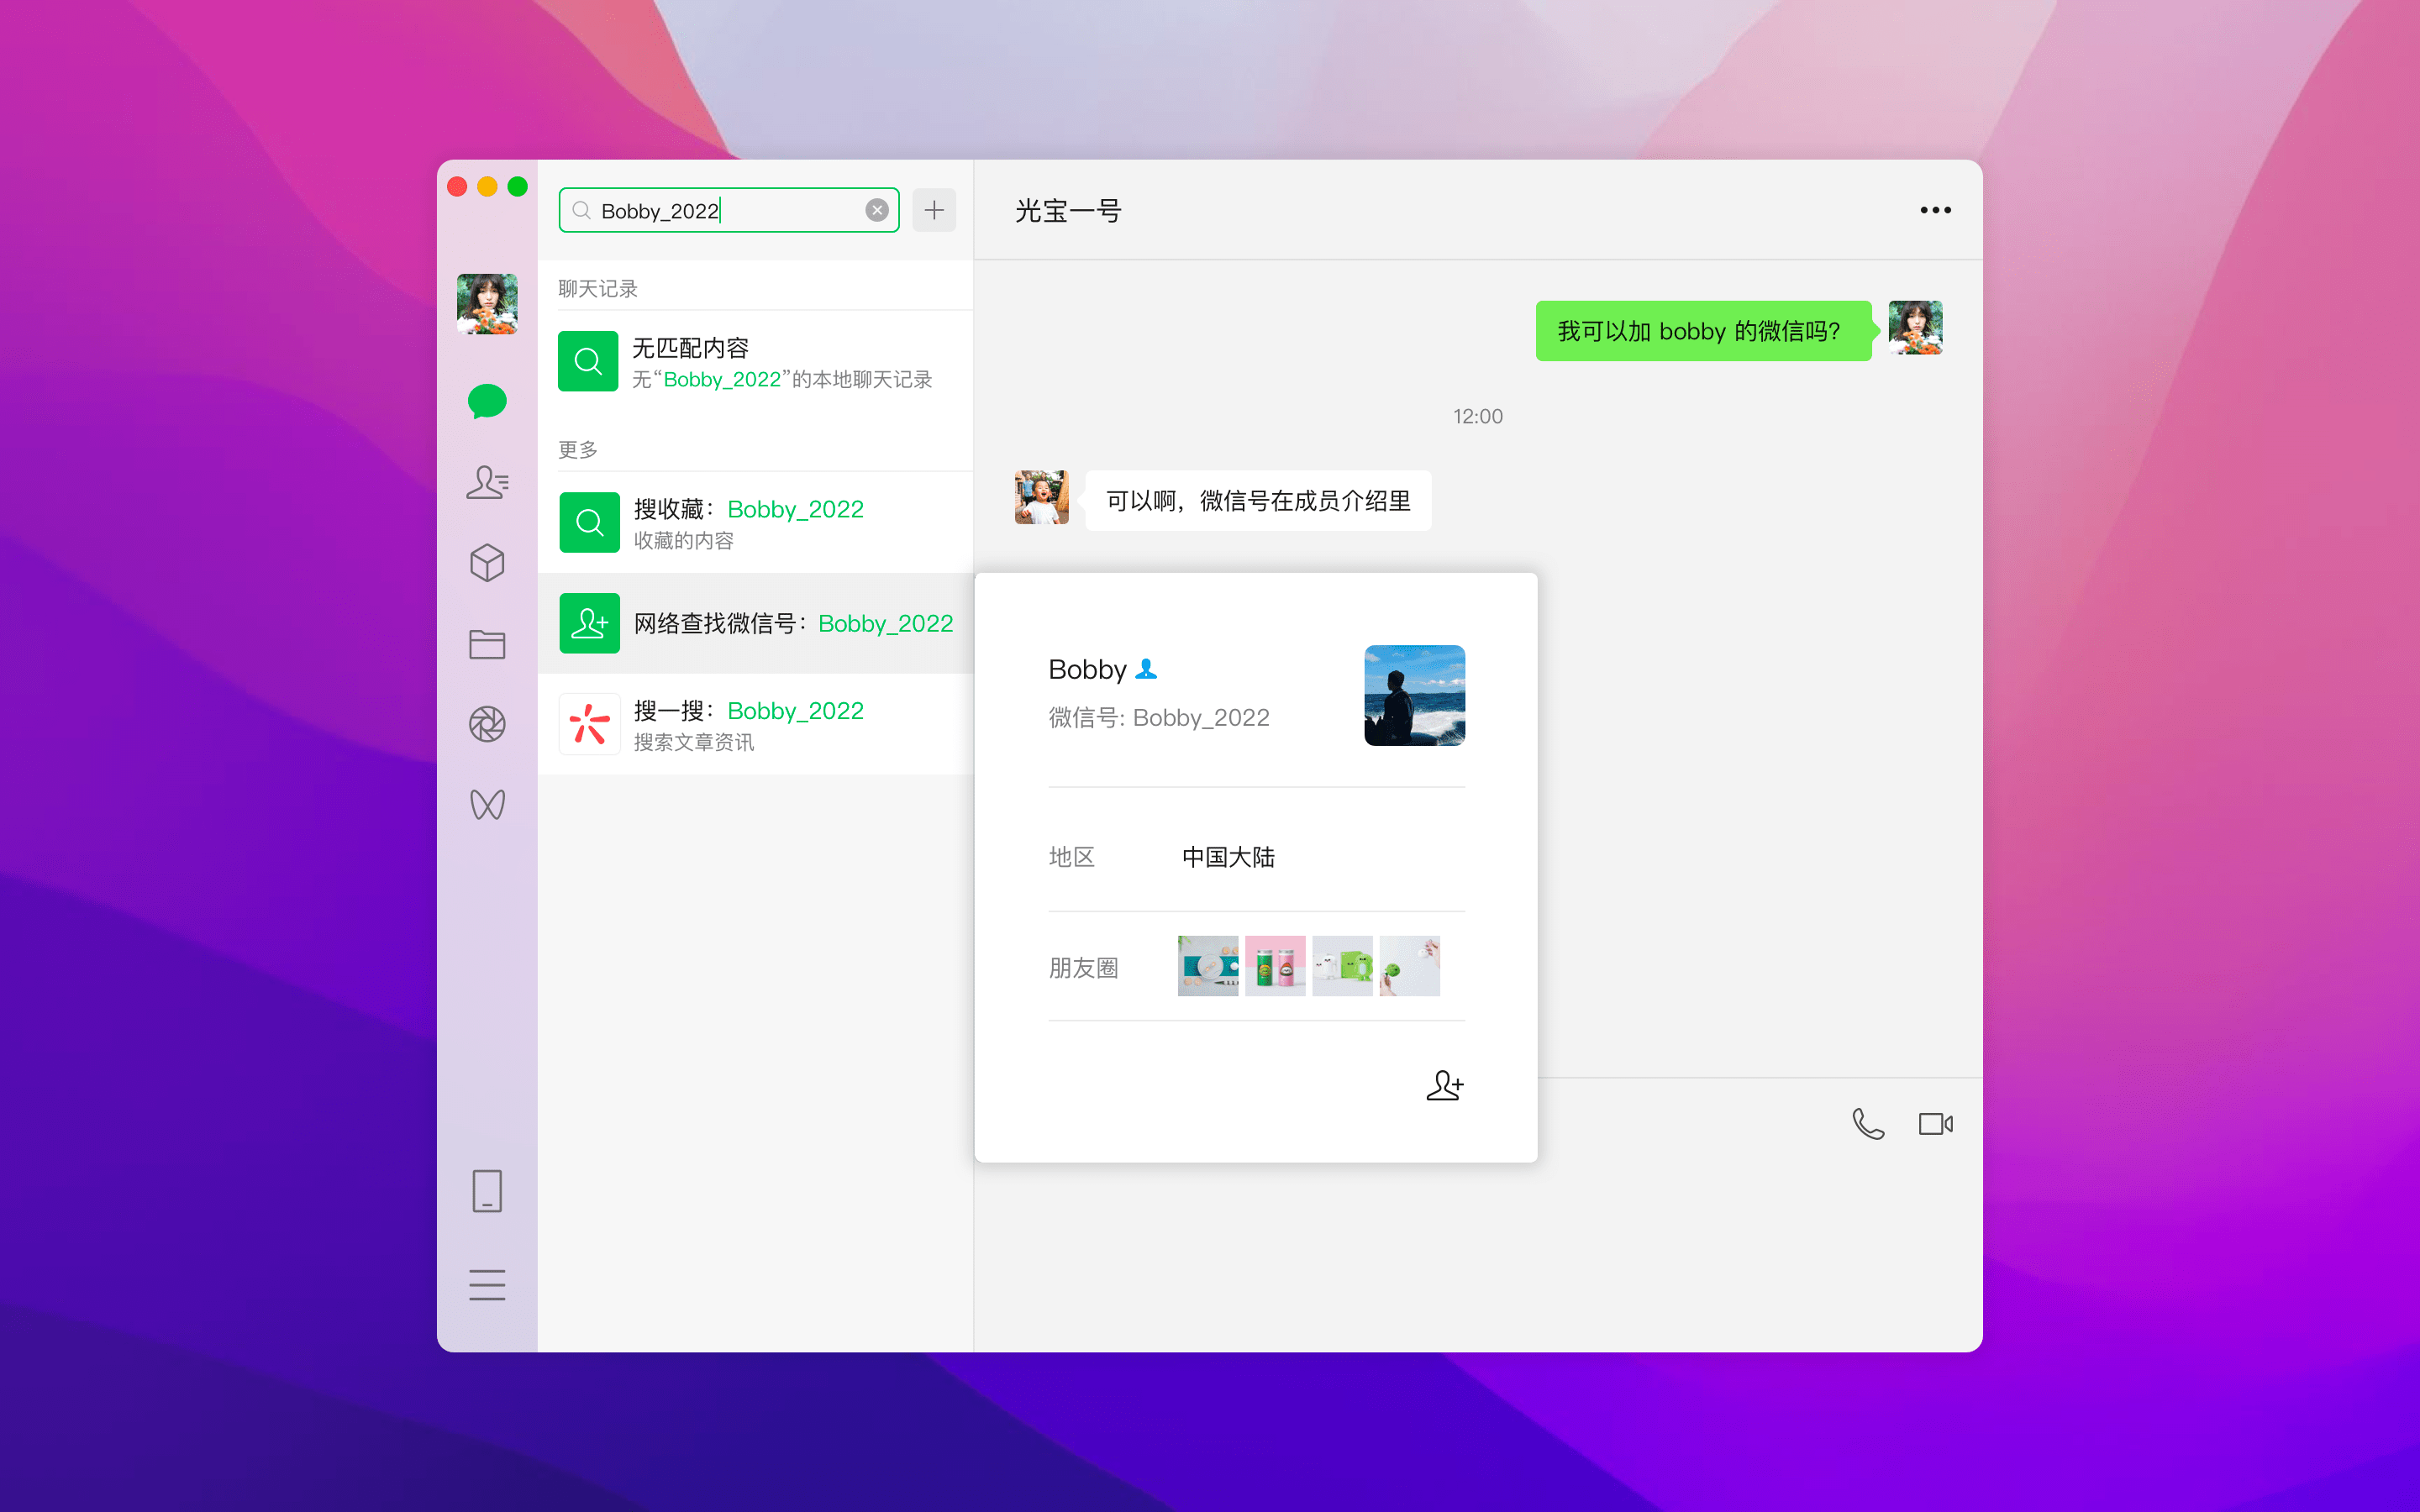 Bobby_2022
聊天记录
无匹配内容
无“Bobby_2022”的本地聊天记录
更多
搜收藏：Bobby_2022
收藏的内容
网络查找微信号：Bobby_2022
搜一搜：Bobby_2022
搜索文章资讯
光宝一号
我可以加 bobby 的微信吗？
12:00
可以啊，微信号在成员介绍里
Bobby
微信号: Bobby_2022
地区 中国大陆
朋友圈